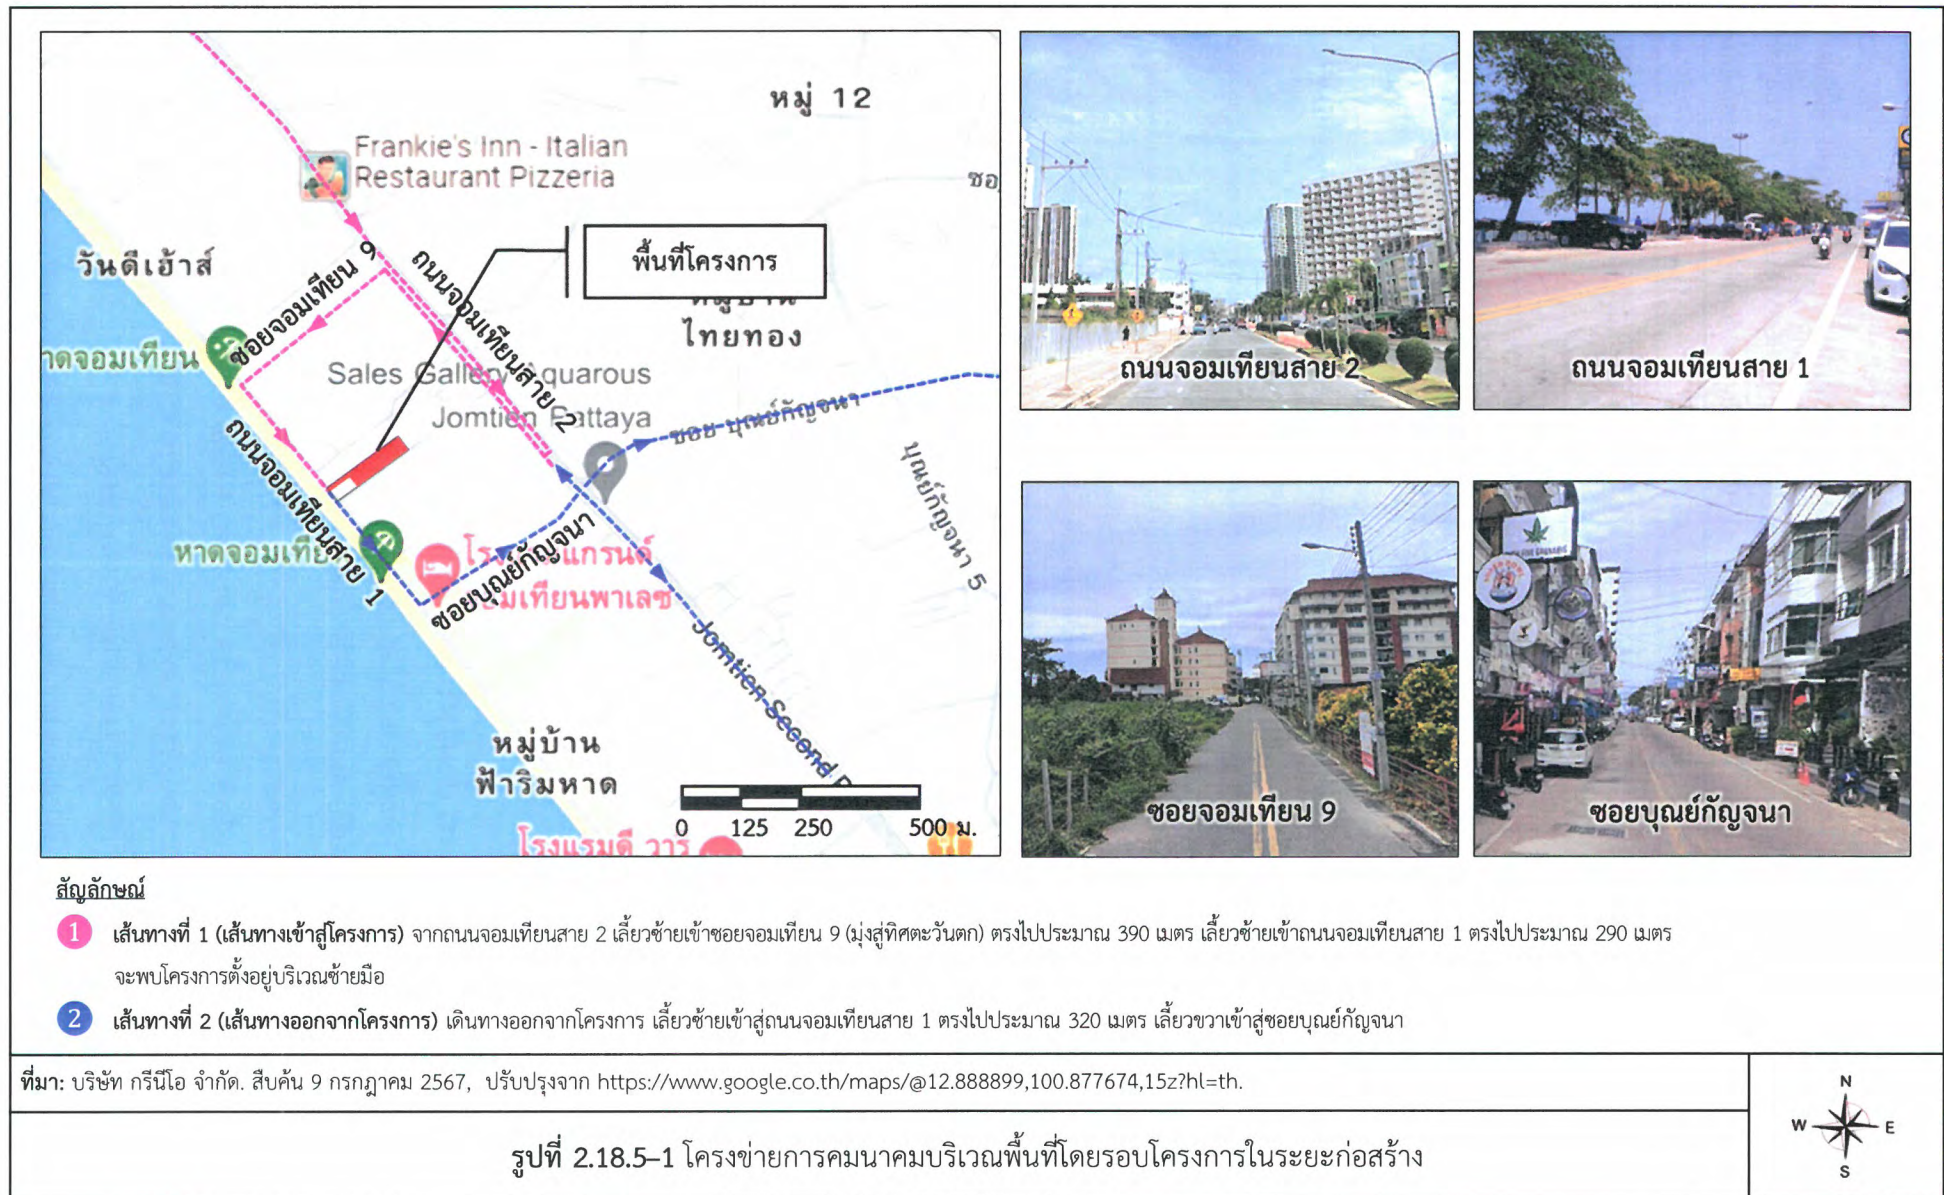 หมู่ 12
Frankie's Inn - Italian
Restaurant Pizzeria
ซอ
วันดีเฮ้าส์
ซอยจอมเทียน 9
ถนนจอมเทียนสาย 2
พื้นที่โครงการ
ไทยทอง
าดจอมเทียน
Sales Gallery Aquarous
Jomtien Pattaya
ซอย บุณย์กัญจนา
บุณย์กัญจนา 5
ถนนจอมเทียนสาย 1
หาดจอมเทีย
ซอยบุณย์กัญจนา
Jomtien Second
หมู่บ้าน
ฟ้าริมหาด
0 125 250 500 ม.
โรงแรมดี วาร
ถนนจอมเทียนสาย 2
ถนนจอมเทียนสาย 1
ซอยจอมเทียน 9
ซอยบุณย์กัญจนา
สัญลักษณ์
1 เส้นทางที่ 1 (เส้นทางเข้าสู่โครงการ) จากถนนจอมเทียนสาย 2 เลี้ยวซ้ายเข้าซอยจอมเทียน 9 (มุ่งสู่ทิศตะวันตก) ตรงไปประมาณ 390 เมตร เลี้ยวซ้ายเข้าถนนจอมเทียนสาย 1 ตรงไปประมาณ 290 เมตร
จะพบโครงการตั้งอยู่บริเวณซ้ายมือ
2 เส้นทางที่ 2 (เส้นทางออกจากโครงการ) เดินทางออกจากโครงการ เลี้ยวซ้ายเข้าสู่ถนนจอมเทียนสาย 1 ตรงไปประมาณ 320 เมตร เลี้ยวขวาเข้าสู่ซอยบุณย์กัญจนา
ที่มา: บริษัท กรีนีโอ จำกัด. สืบค้น 9 กรกฎาคม 2567, ปรับปรุงจาก https://www.google.co.th/maps/@12.888899,100.877674,15z?hl=th.
N
W E
S
รูปที่ 2.18.5–1 โครงข่ายการคมนาคมบริเวณพื้นที่โดยรอบโครงการในระยะก่อสร้าง